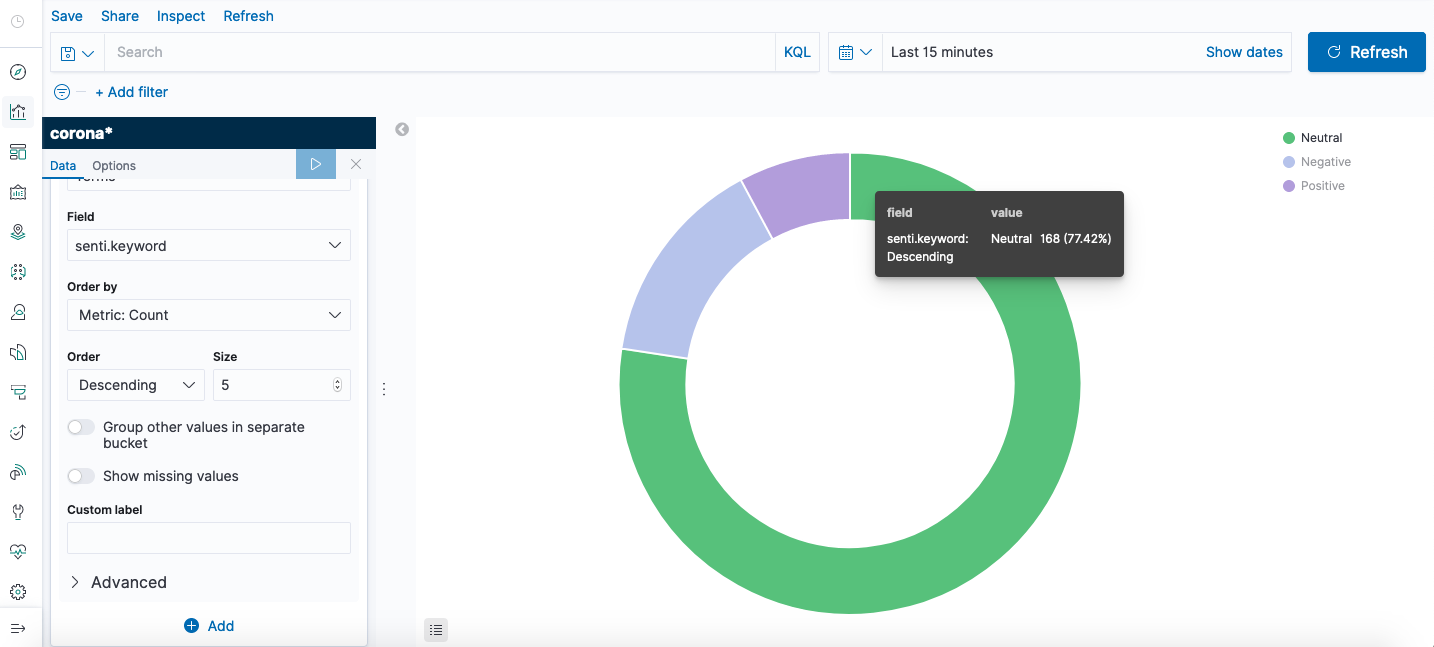 Save Share Inspect Refresh
Search KQL Last 15 minutes Show dates Refresh
+ Add filter
corona*
Data Options
Terms
Field
senti.keyword
Order by
Metric: Count
Order Size
Descending 5
Group other values in separate
bucket
Show missing values
Custom label
Advanced
Add
field value
senti.keyword: Neutral 168 (77.42%)
Descending
Neutral
Negative
Positive